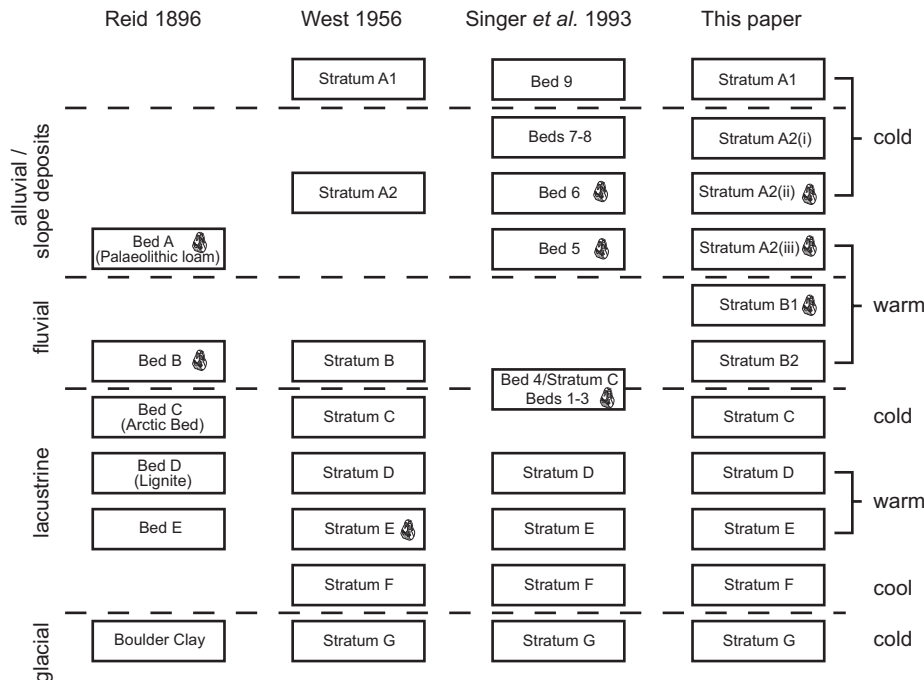 Reid 1896
West 1956
Singer et al. 1993
This paper
Stratum A1
Bed 9
Stratum A1
alluvial /
slope deposits
Beds 7-8
Stratum A2(i)
cold
Stratum A2
Bed 6
Stratum A2(ii)
Bed A
(Palaeolithic loam)
Bed 5
Stratum A2(iii)
fluvial
Stratum B1
warm
Bed B
Stratum B
Stratum B2
Bed 4/Stratum C
Beds 1-3
lacustrine
Bed C
(Arctic Bed)
Stratum C
Stratum C
cold
Bed D
(Lignite)
Stratum D
Stratum D
Stratum D
warm
Bed E
Stratum E
Stratum E
Stratum E
Stratum F
Stratum F
Stratum F
cool
glacial
Boulder Clay
Stratum G
Stratum G
Stratum G
cold